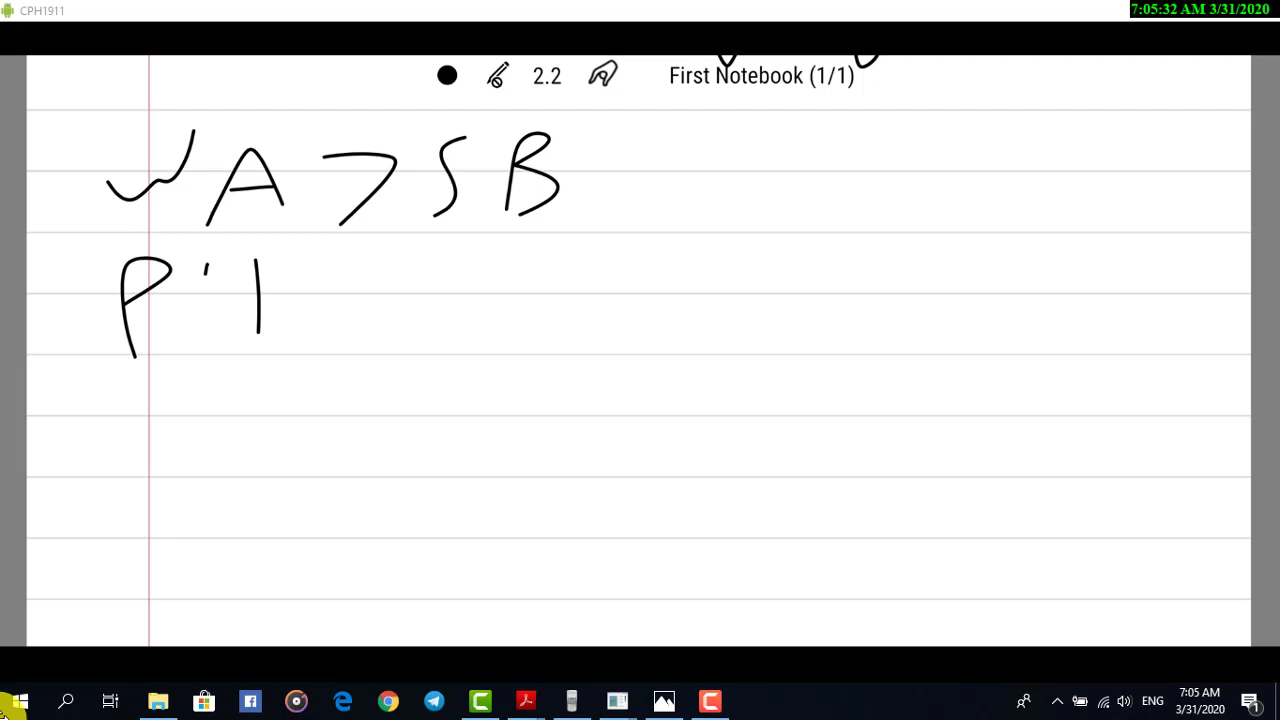 CPH1911
7:05:32 AM 3/31/2020
2.2 First Notebook (1/1)
W A > S B
P ' |
ENG
7:05 AM
3/31/2020
1